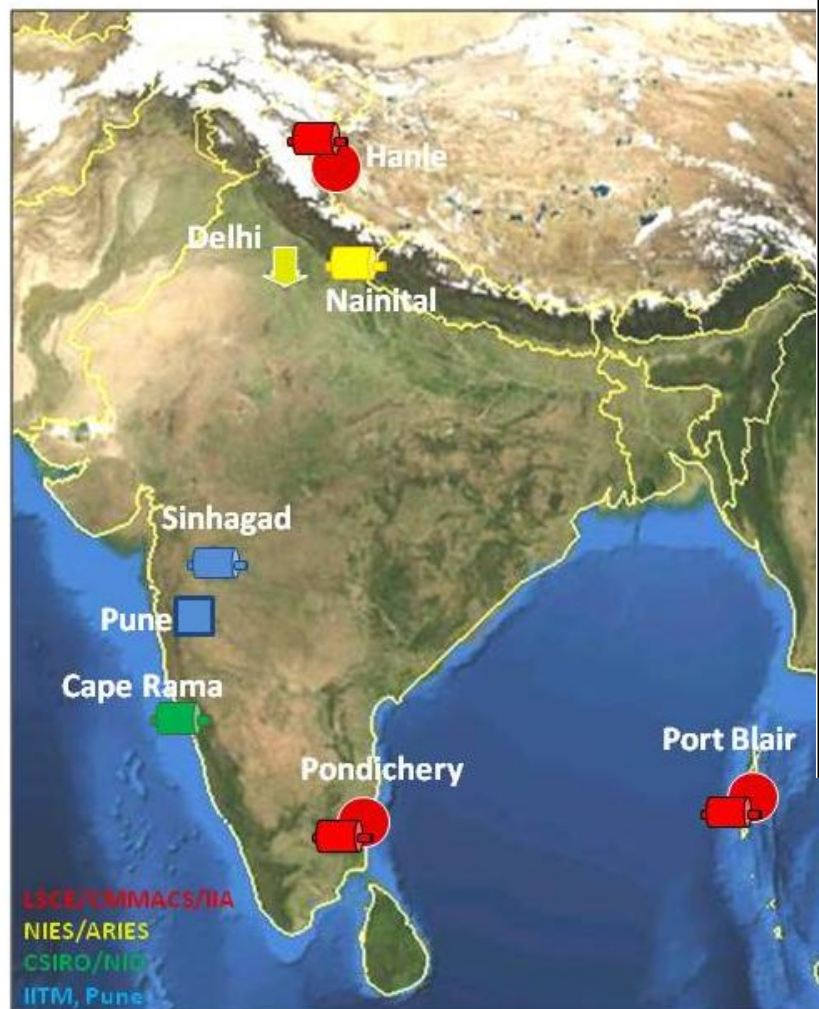 Hanle
Delhi
Nainital
Sinhagad
Pune
Cape Rama
Port Blair
Pondichery
LSCE/CMMACS/IIA
NIES/ARIES
CSIRO/NIO
IITM, Pune